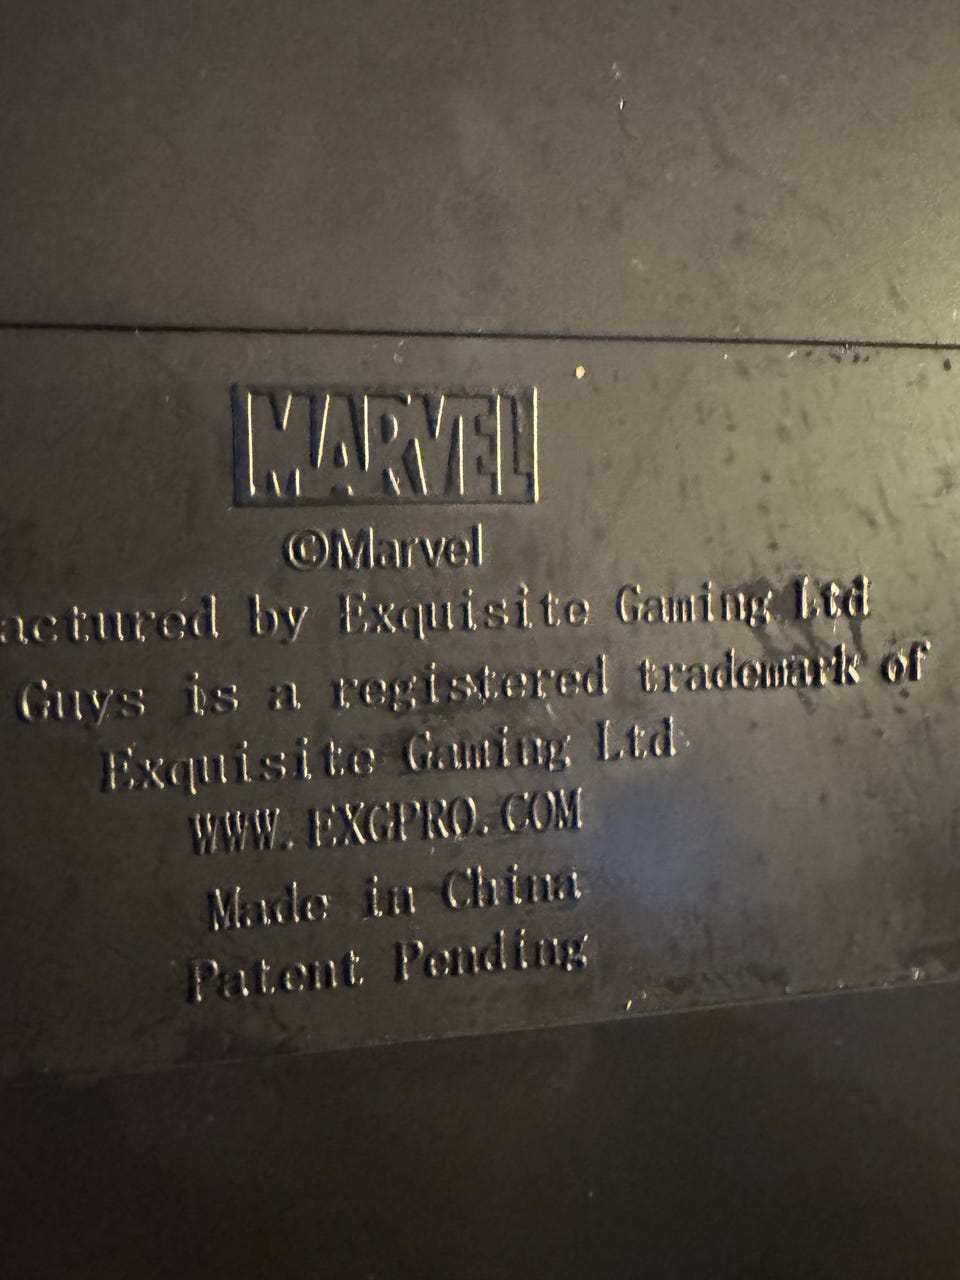 MARVEL
©Marvel
actured by Exquisite Gaming Ltd
Guys is a registered trademark of
Exquisite Gaming Ltd
WWW.EXGPRO.COM
Made in China
Patent Pending